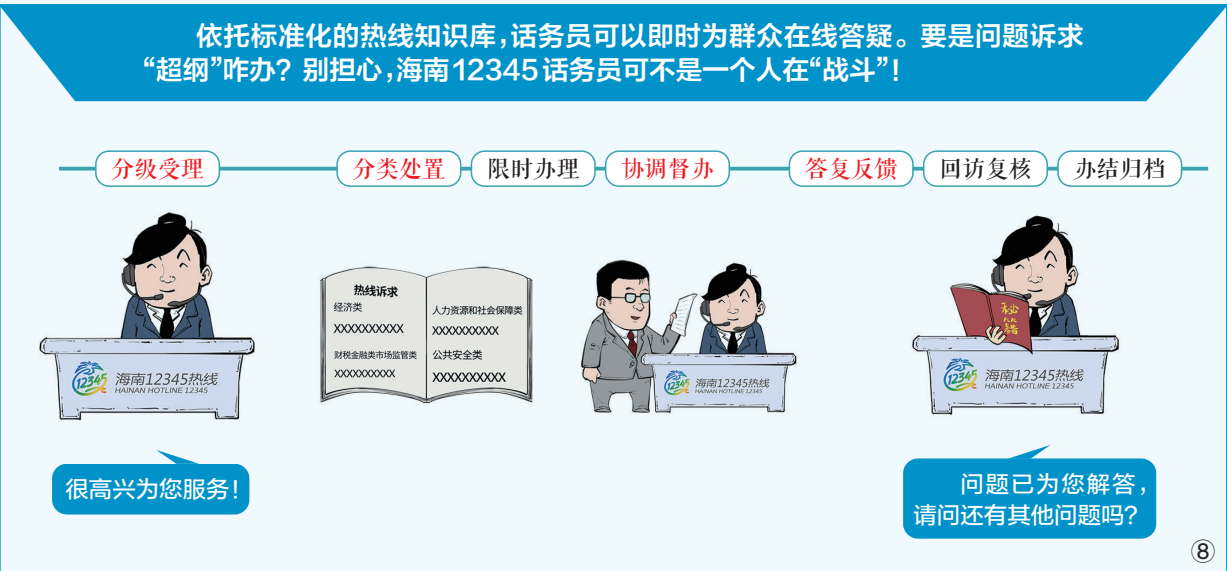 依托标准化的热线知识库，话务员可以即时为群众在线答疑。要是问题诉求
“超纲”咋办？别担心，海南12345话务员可不是一个人在“战斗”！
分级受理 分类处置 限时办理 协调督办 答复反馈 回访复核 办结归档
热线诉求
经济类
XXXXXXXXXX
财税金融类市场监管类
XXXXXXXXXX
人力资源和社会保障类
XXXXXXXXXX
公共安全类
XXXXXXXXXXX
12345 海南12345热线
HAINAN HOTLINE 12345
12345 海南12345热线
HAINAN HOTLINE 12345
秘籍
12345 海南12345热线
HAINAN HOTLINE 12345
很高兴为您服务！
问题已为您解答，
请问还有其他问题吗？
⑧